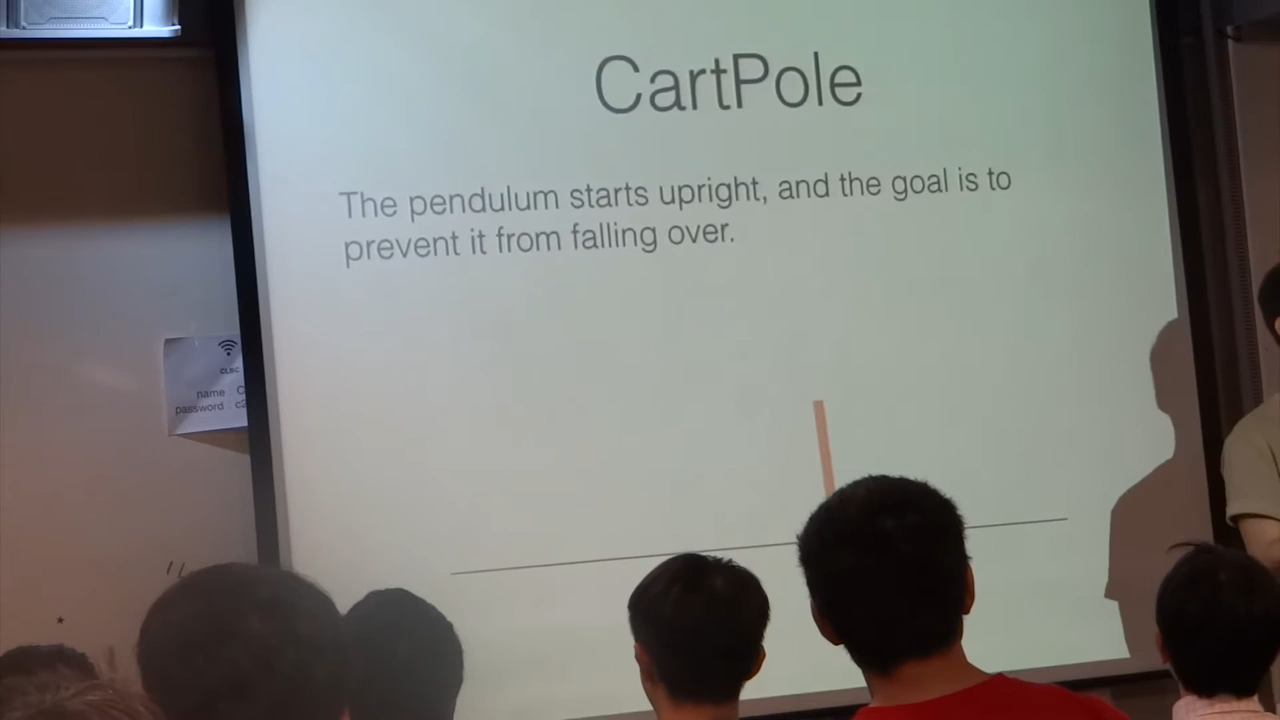 CartPole
The pendulum starts upright, and the goal is to
prevent it from falling over.
name
password